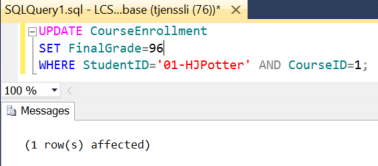 SQLQuery1.sql - LCS...base (tjenssli (76))*
UPDATE CourseEnrollment
SET FinalGrade=96
WHERE StudentID='01-HJPotter' AND CourseID=1;
100 %
Messages
(1 row(s) affected)